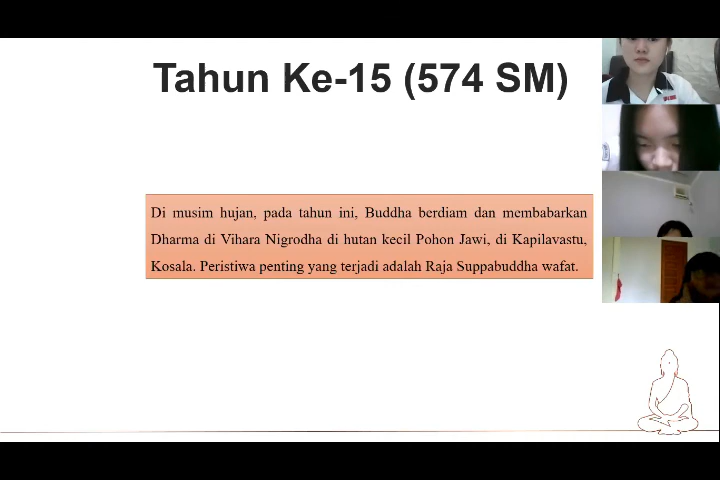 Tahun Ke-15 (574 SM)
Di musim hujan, pada tahun ini, Buddha berdiam dan membabarkan
Dharma di Vihara Nigrodha di hutan kecil Pohon Jawi, di Kapilavastu,
Kosala. Peristiwa penting yang terjadi adalah Raja Suppabuddha wafat.